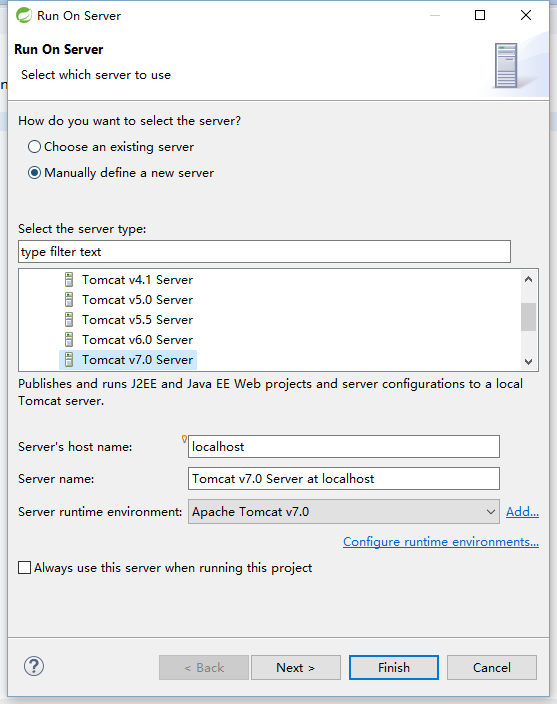 Run On Server
Run On Server
Select which server to use
How do you want to select the server?
Choose an existing server
Manually define a new server
Select the server type:
type filter text
Tomcat v4.1 Server
Tomcat v5.0 Server
Tomcat v5.5 Server
Tomcat v6.0 Server
Tomcat v7.0 Server
Publishes and runs J2EE and Java EE Web projects and server configurations to a local
Tomcat server.
Server's host name: localhost
Server name: Tomcat v7.0 Server at localhost
Server runtime environment: Apache Tomcat v7.0 Add...
Configure runtime environments...
Always use this server when running this project
? < Back Next > Finish Cancel